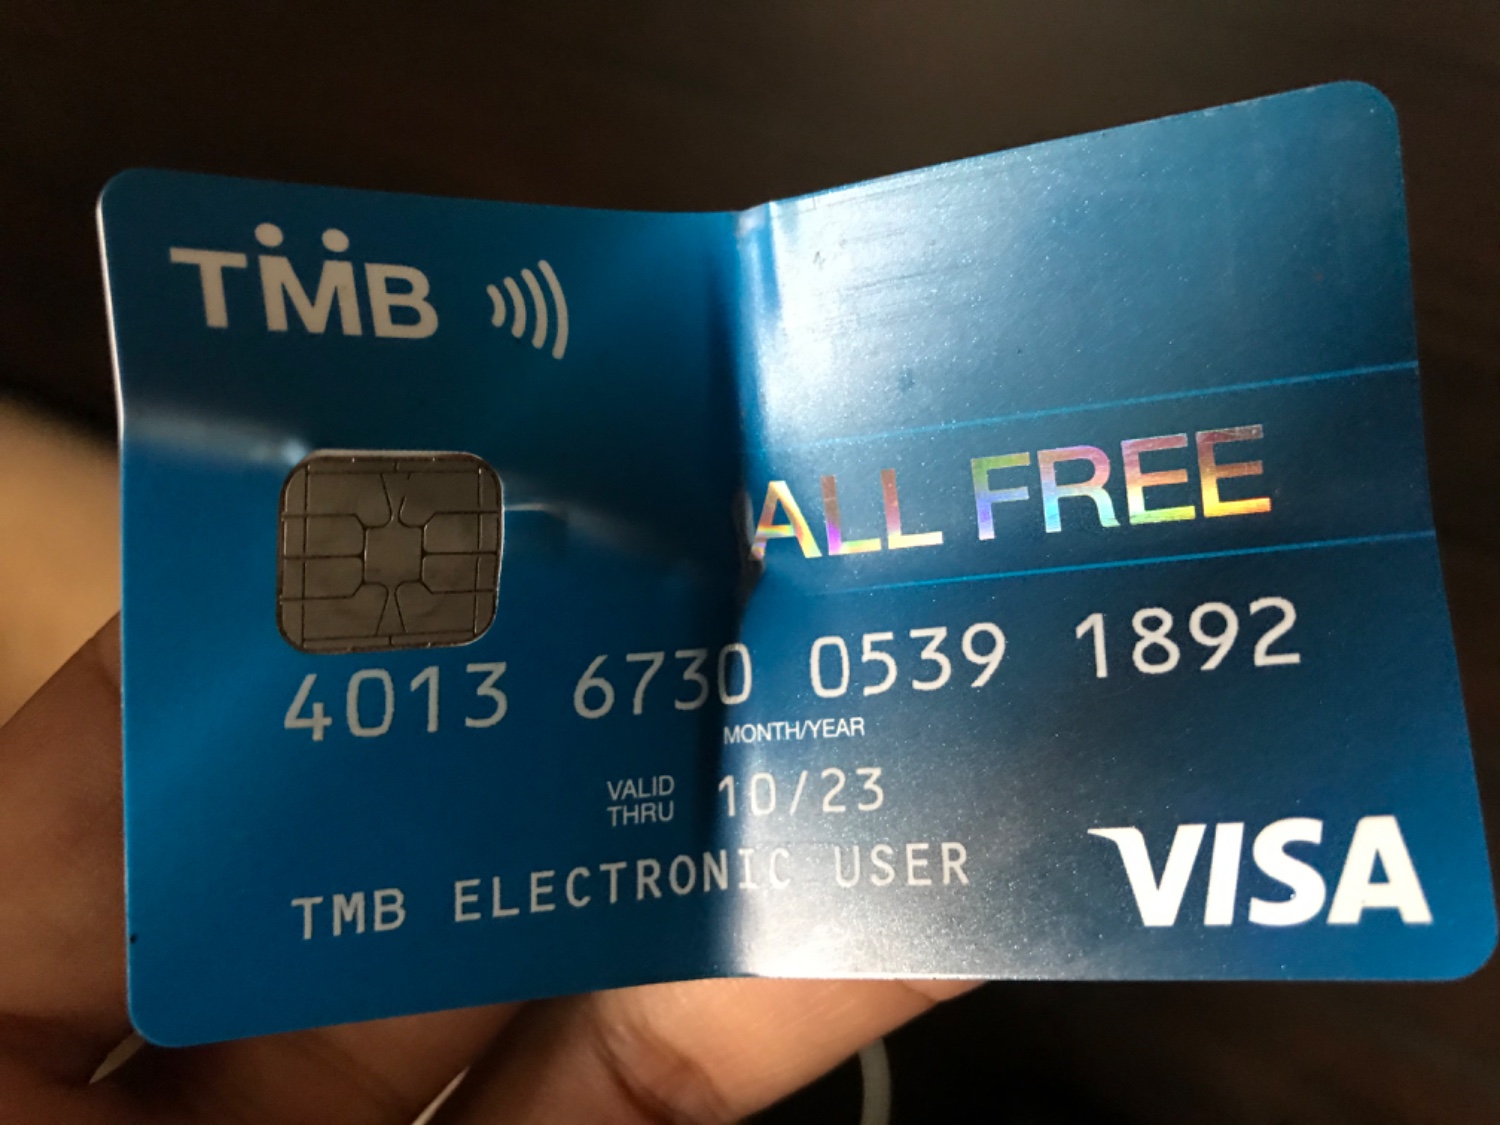 TMB
ALL FREE
4013 6730 0539 1892
MONTH/YEAR
VALID THRU 10/23
TMB ELECTRONIC USER
VISA